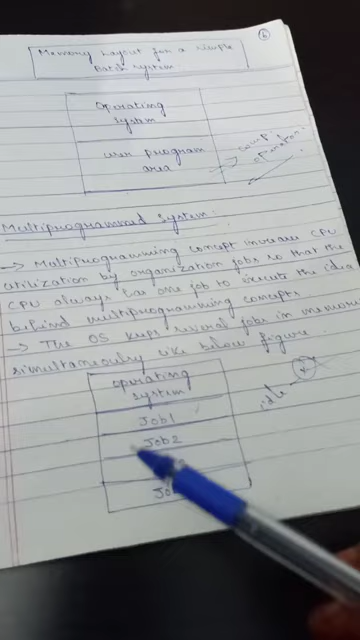 6
Memory Layout for a simple
Batch system
Operating
system
user program
area
Multiprogrammed system:
→ Multiprogramming concept increase CPU
utilization by organization jobs so that the
CPU always has one job to execute the idea
behind multiprogramming concepts.
→ The OS keeps several jobs in memory
simultaneously like below figure.
operating
system
Job1
idle
Job2